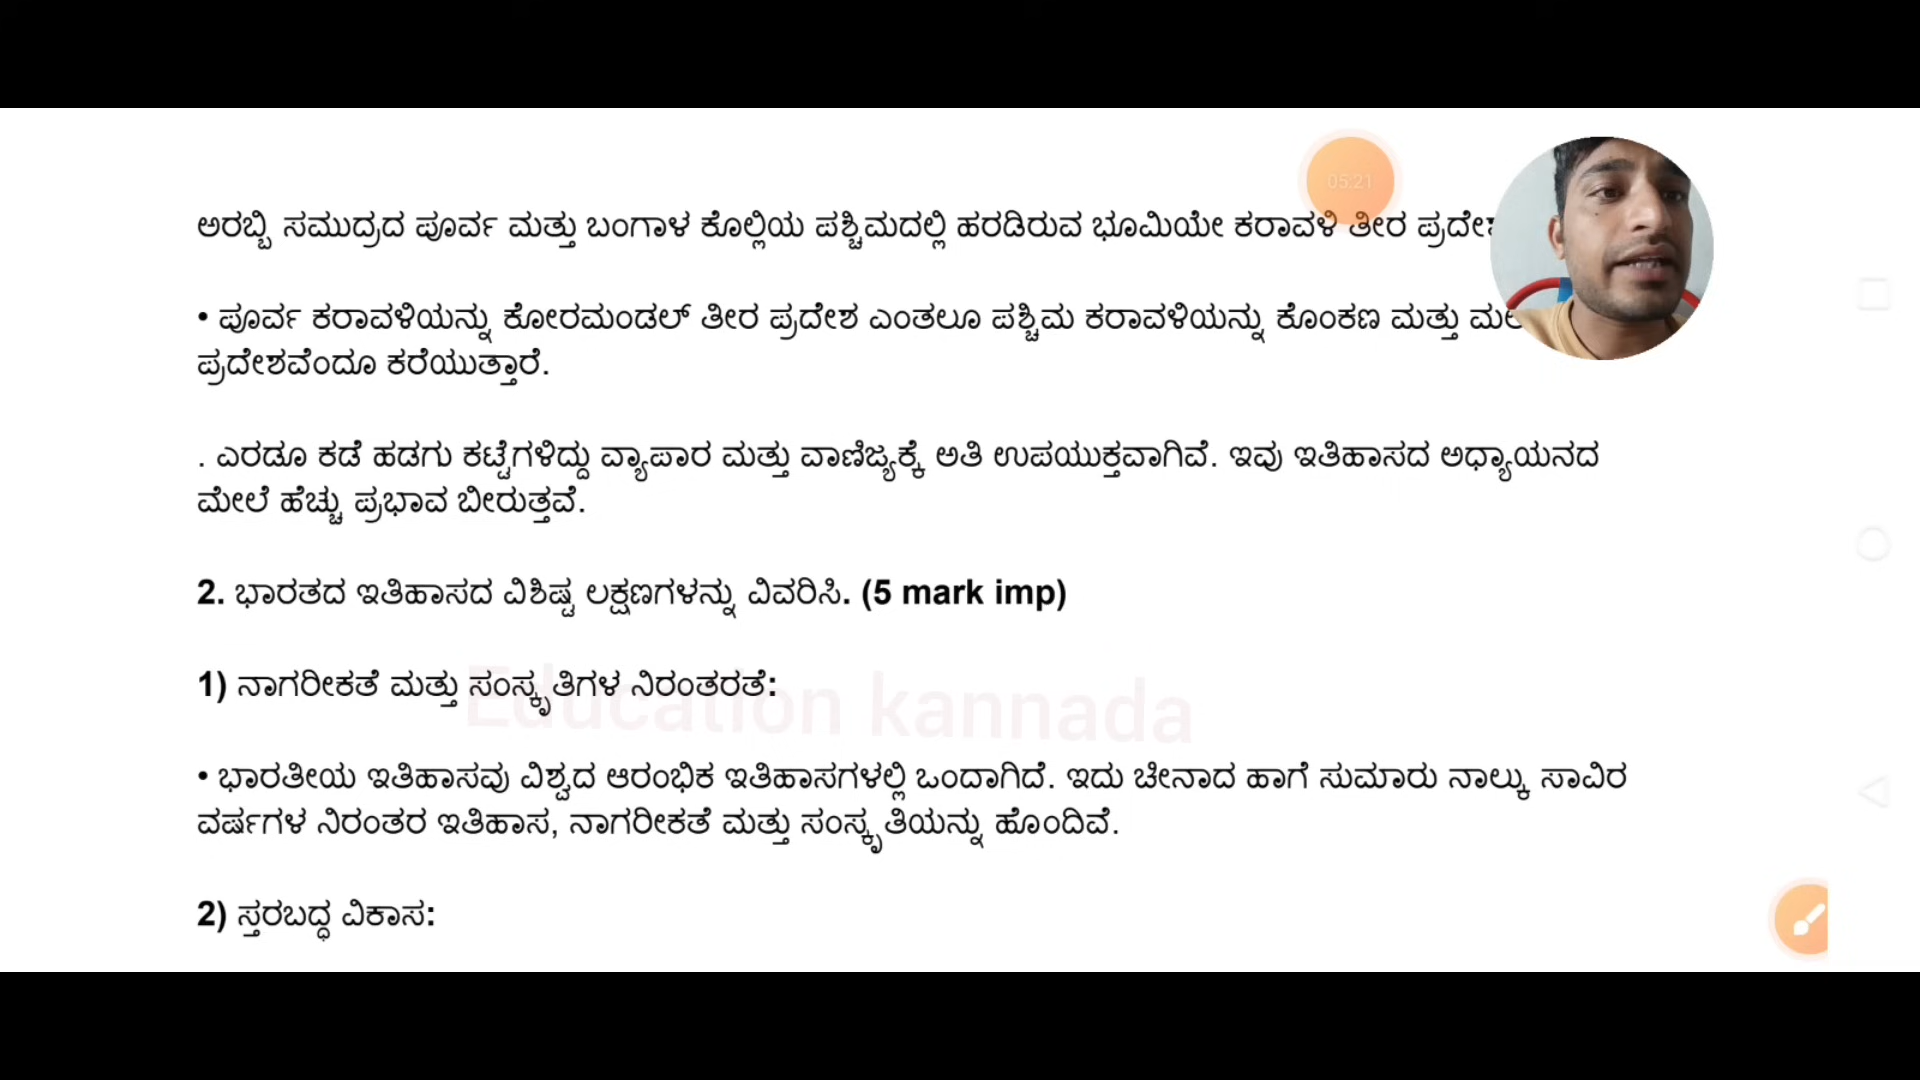 05:21
ಅರಬ್ಬಿ ಸಮುದ್ರದ ಪೂರ್ವ ಮತ್ತು ಬಂಗಾಳ ಕೊಲ್ಲಿಯ ಪಶ್ಚಿಮದಲ್ಲಿ ಹರಡಿರುವ ಭೂಮಿಯೇ ಕರಾವಳಿ ತೀರ
• ಪೂರ್ವ ಕರಾವಳಿಯನ್ನು ಕೋರಮಂಡಲ್ ತೀರ ಪ್ರದೇಶ ಎಂತಲೂ ಪಶ್ಚಿಮ ಕರಾವಳಿಯನ್ನು ಕೊಂಕಣ ಮತ್ತು
ಪ್ರದೇಶವೆಂದೂ ಕರೆಯುತ್ತಾರೆ.
. ಎರಡೂ ಕಡೆ ಹಡಗು ಕಟ್ಟೆಗಳಿದ್ದು ವ್ಯಾಪಾರ ಮತ್ತು ವಾಣಿಜ್ಯಕ್ಕೆ ಅತಿ ಉಪಯುಕ್ತವಾಗಿವೆ. ಇವು ಇತಿಹಾಸದ ಅಧ್ಯಾಯನದ
ಮೇಲೆ ಹೆಚ್ಚು ಪ್ರಭಾವ ಬೀರುತ್ತವೆ.
2. ಭಾರತದ ಇತಿಹಾಸದ ವಿಶಿಷ್ಟ ಲಕ್ಷಣಗಳನ್ನು ವಿವರಿಸಿ. (5 mark imp)
1) ನಾಗರೀಕತೆ ಮತ್ತು ಸಂಸ್ಕೃತಿಗಳ ನಿರಂತರತೆ:
Education kannada
• ಭಾರತೀಯ ಇತಿಹಾಸವು ವಿಶ್ವದ ಆರಂಭಿಕ ಇತಿಹಾಸಗಳಲ್ಲಿ ಒಂದಾಗಿದೆ. ಇದು ಚೀನಾದ ಹಾಗೆ ಸುಮಾರು ನಾಲ್ಕು ಸಾವಿರ
ವರ್ಷಗಳ ನಿರಂತರ ಇತಿಹಾಸ, ನಾಗರೀಕತೆ ಮತ್ತು ಸಂಸ್ಕೃತಿಯನ್ನು ಹೊಂದಿವೆ.
2) ಸ್ತರಬದ್ಧ ವಿಕಾಸ: